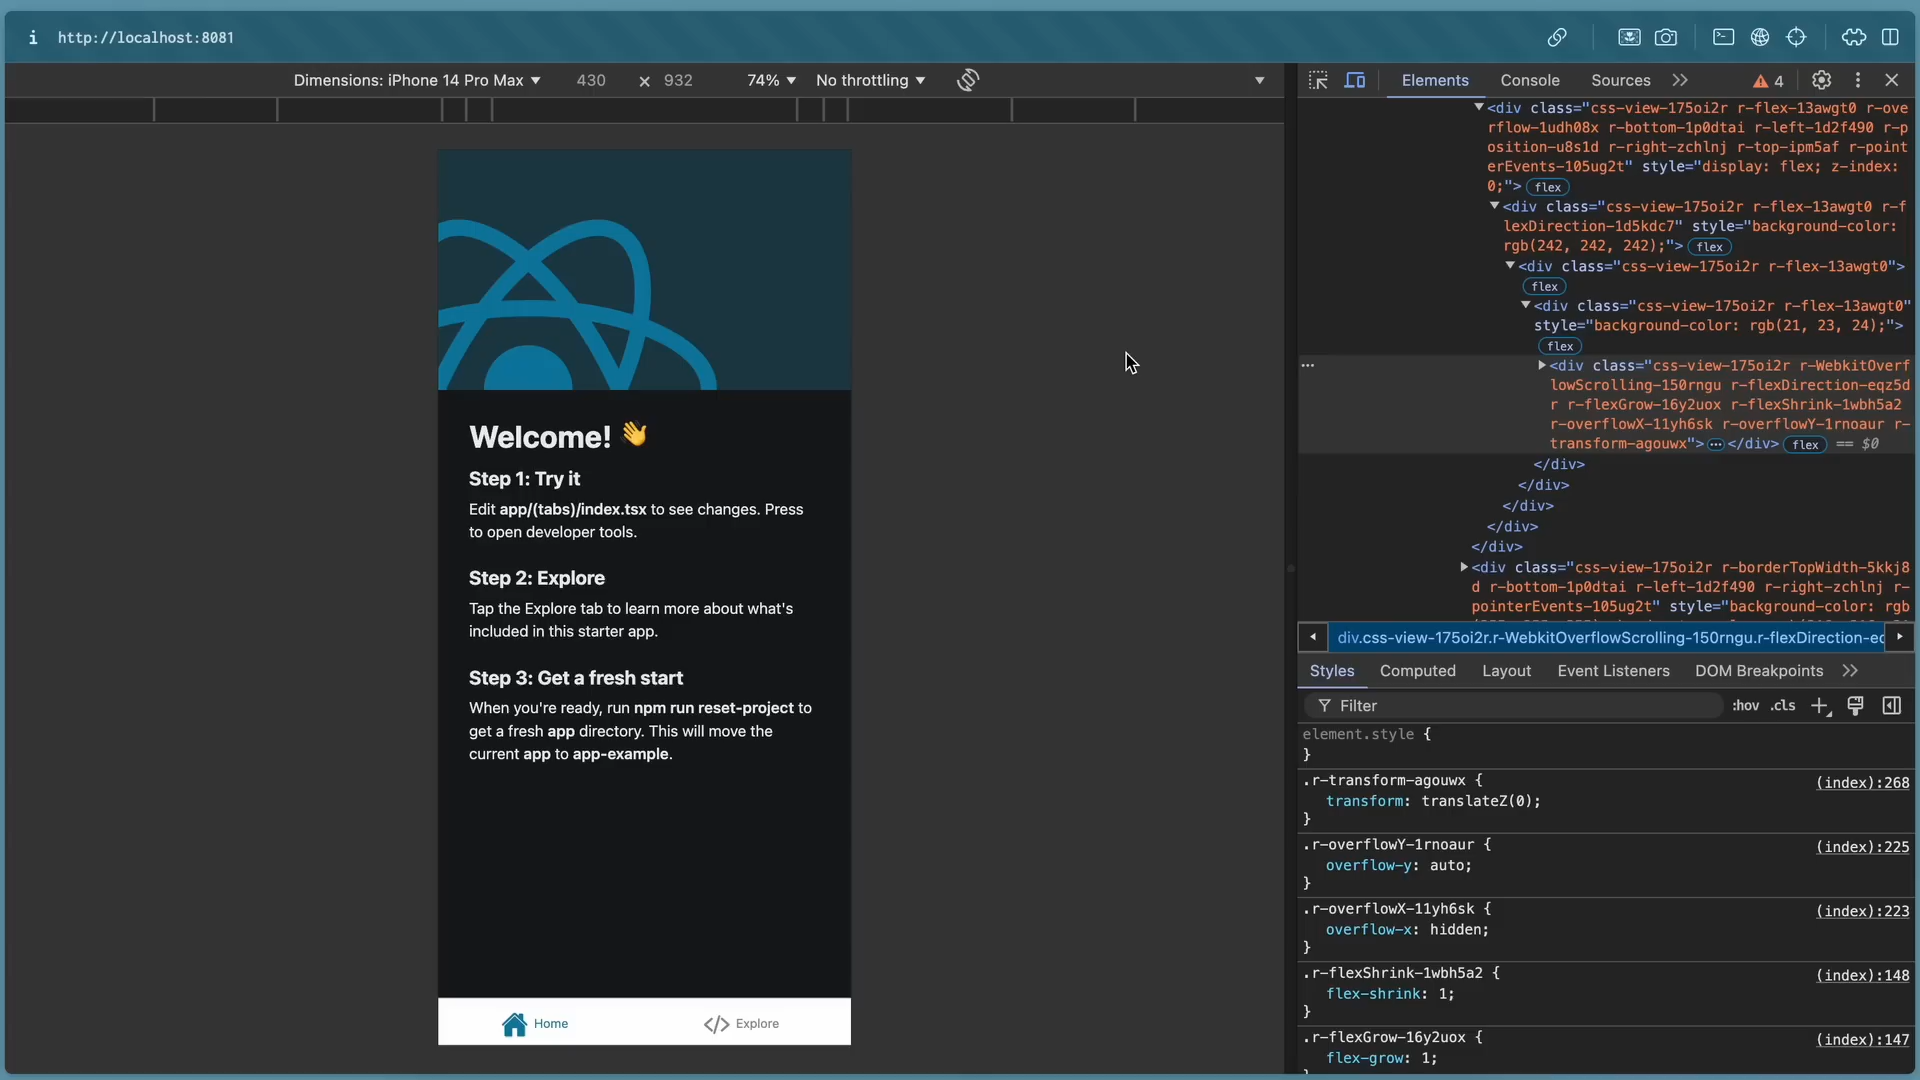 http://localhost:8081
Dimensions: iPhone 14 Pro Max 430 × 932 74% No throttling
Elements Console Sources 4
Welcome! 👋
Step 1: Try it
Edit app/(tabs)/index.tsx to see changes. Press
to open developer tools.
Step 2: Explore
Tap the Explore tab to learn more about what's
included in this starter app.
Step 3: Get a fresh start
When you're ready, run npm run reset-project to
get a fresh app directory. This will move the
current app to app-example.
Home Explore
<div class="css-view-175oi2r r-flex-13awgt0 r-ove
rflow-1udh08x r-bottom-1p0dtai r-left-1d2f490 r-p
osition-u8s1d r-right-zchlnj r-top-ipm5af r-point
erEvents-105ug2t" style="display: flex; z-index:
0;"> flex
<div class="css-view-175oi2r r-flex-13awgt0 r-f
lexDirection-1d5kdc7" style="background-color:
rgb(242, 242, 242);"> flex
<div class="css-view-175oi2r r-flex-13awgt0">
flex
<div class="css-view-175oi2r r-flex-13awgt0"
style="background-color: rgb(21, 23, 24);">
flex
<div class="css-view-175oi2r r-WebkitOverf
lowScrolling-150rngu r-flexDirection-eqz5d
r r-flexGrow-16y2uox r-flexShrink-1wbh5a2
r-overflowX-11yh6sk r-overflowY-1rnoaur r-
transform-agouwx"> … </div> flex == $0
</div>
</div>
</div>
</div>
</div>
<div class="css-view-175oi2r r-borderTopWidth-5kkj8
d r-bottom-1p0dtai r-left-1d2f490 r-right-zchlnj r-
pointerEvents-105ug2t" style="background-color: rgb
div.css-view-175oi2r.r-WebkitOverflowScrolling-150rngu.r-flexDirection-eq
Styles Computed Layout Event Listeners DOM Breakpoints
Filter :hov .cls
element.style {
}
.r-transform-agouwx { (index):268
transform: translateZ(0);
}
.r-overflowY-1rnoaur { (index):225
overflow-y: auto;
}
.r-overflowX-11yh6sk { (index):223
overflow-x: hidden;
}
.r-flexShrink-1wbh5a2 { (index):148
flex-shrink: 1;
}
.r-flexGrow-16y2uox { (index):147
flex-grow: 1;